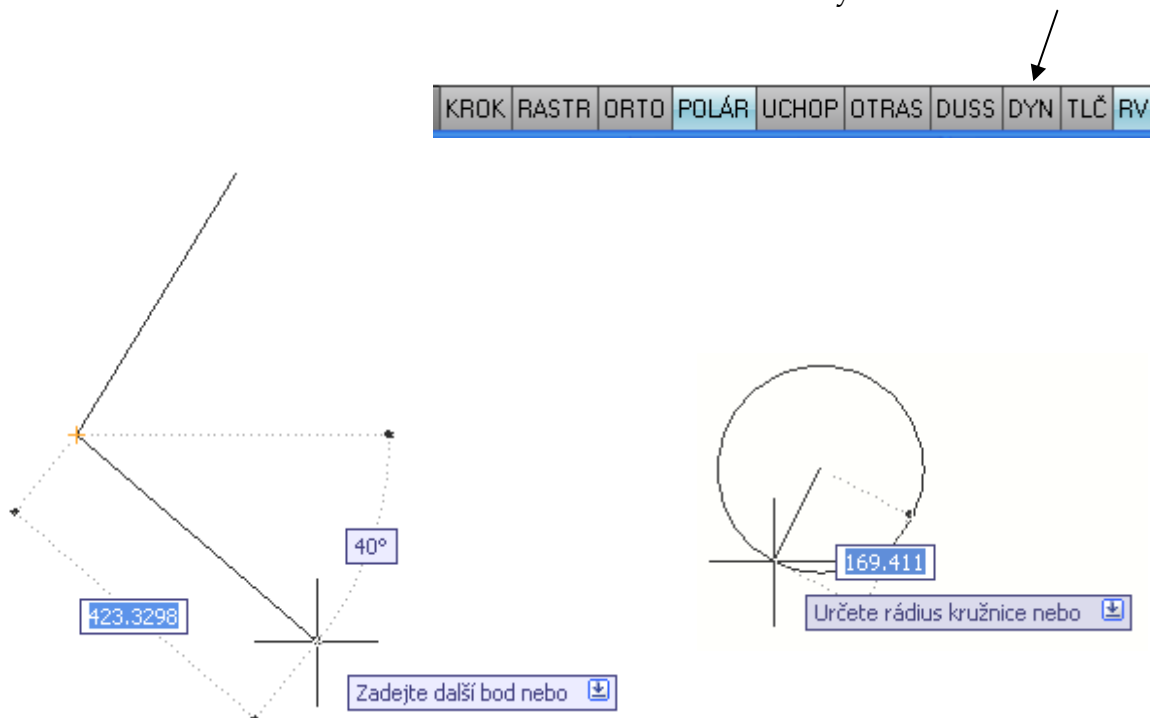 KROK RASTR ORTO POLÁR UCHOP OTRAS DUSS DYN TLČ RV
40°
423.3298
Zadejte další bod nebo
169.411
Určete rádius kružnice nebo